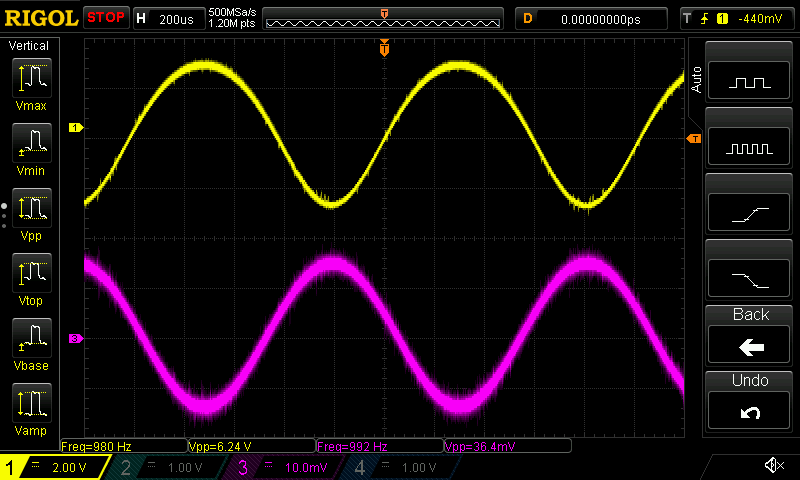 RIGOL STOP H 200us 500MSa/s D 0.00000000ps T 1 -440mV
1.20M pts
T
Vertical
Auto
Vmax
1
T
Vmin
Vpp
Vtop
Back
3
Vbase
Undo
Vamp
Freq=980 Hz Vpp=6.24 V Freq=992 Hz Vpp=36.4mV
1 2.00 V 2 1.00 V 3 10.0mV 4 1.00 V